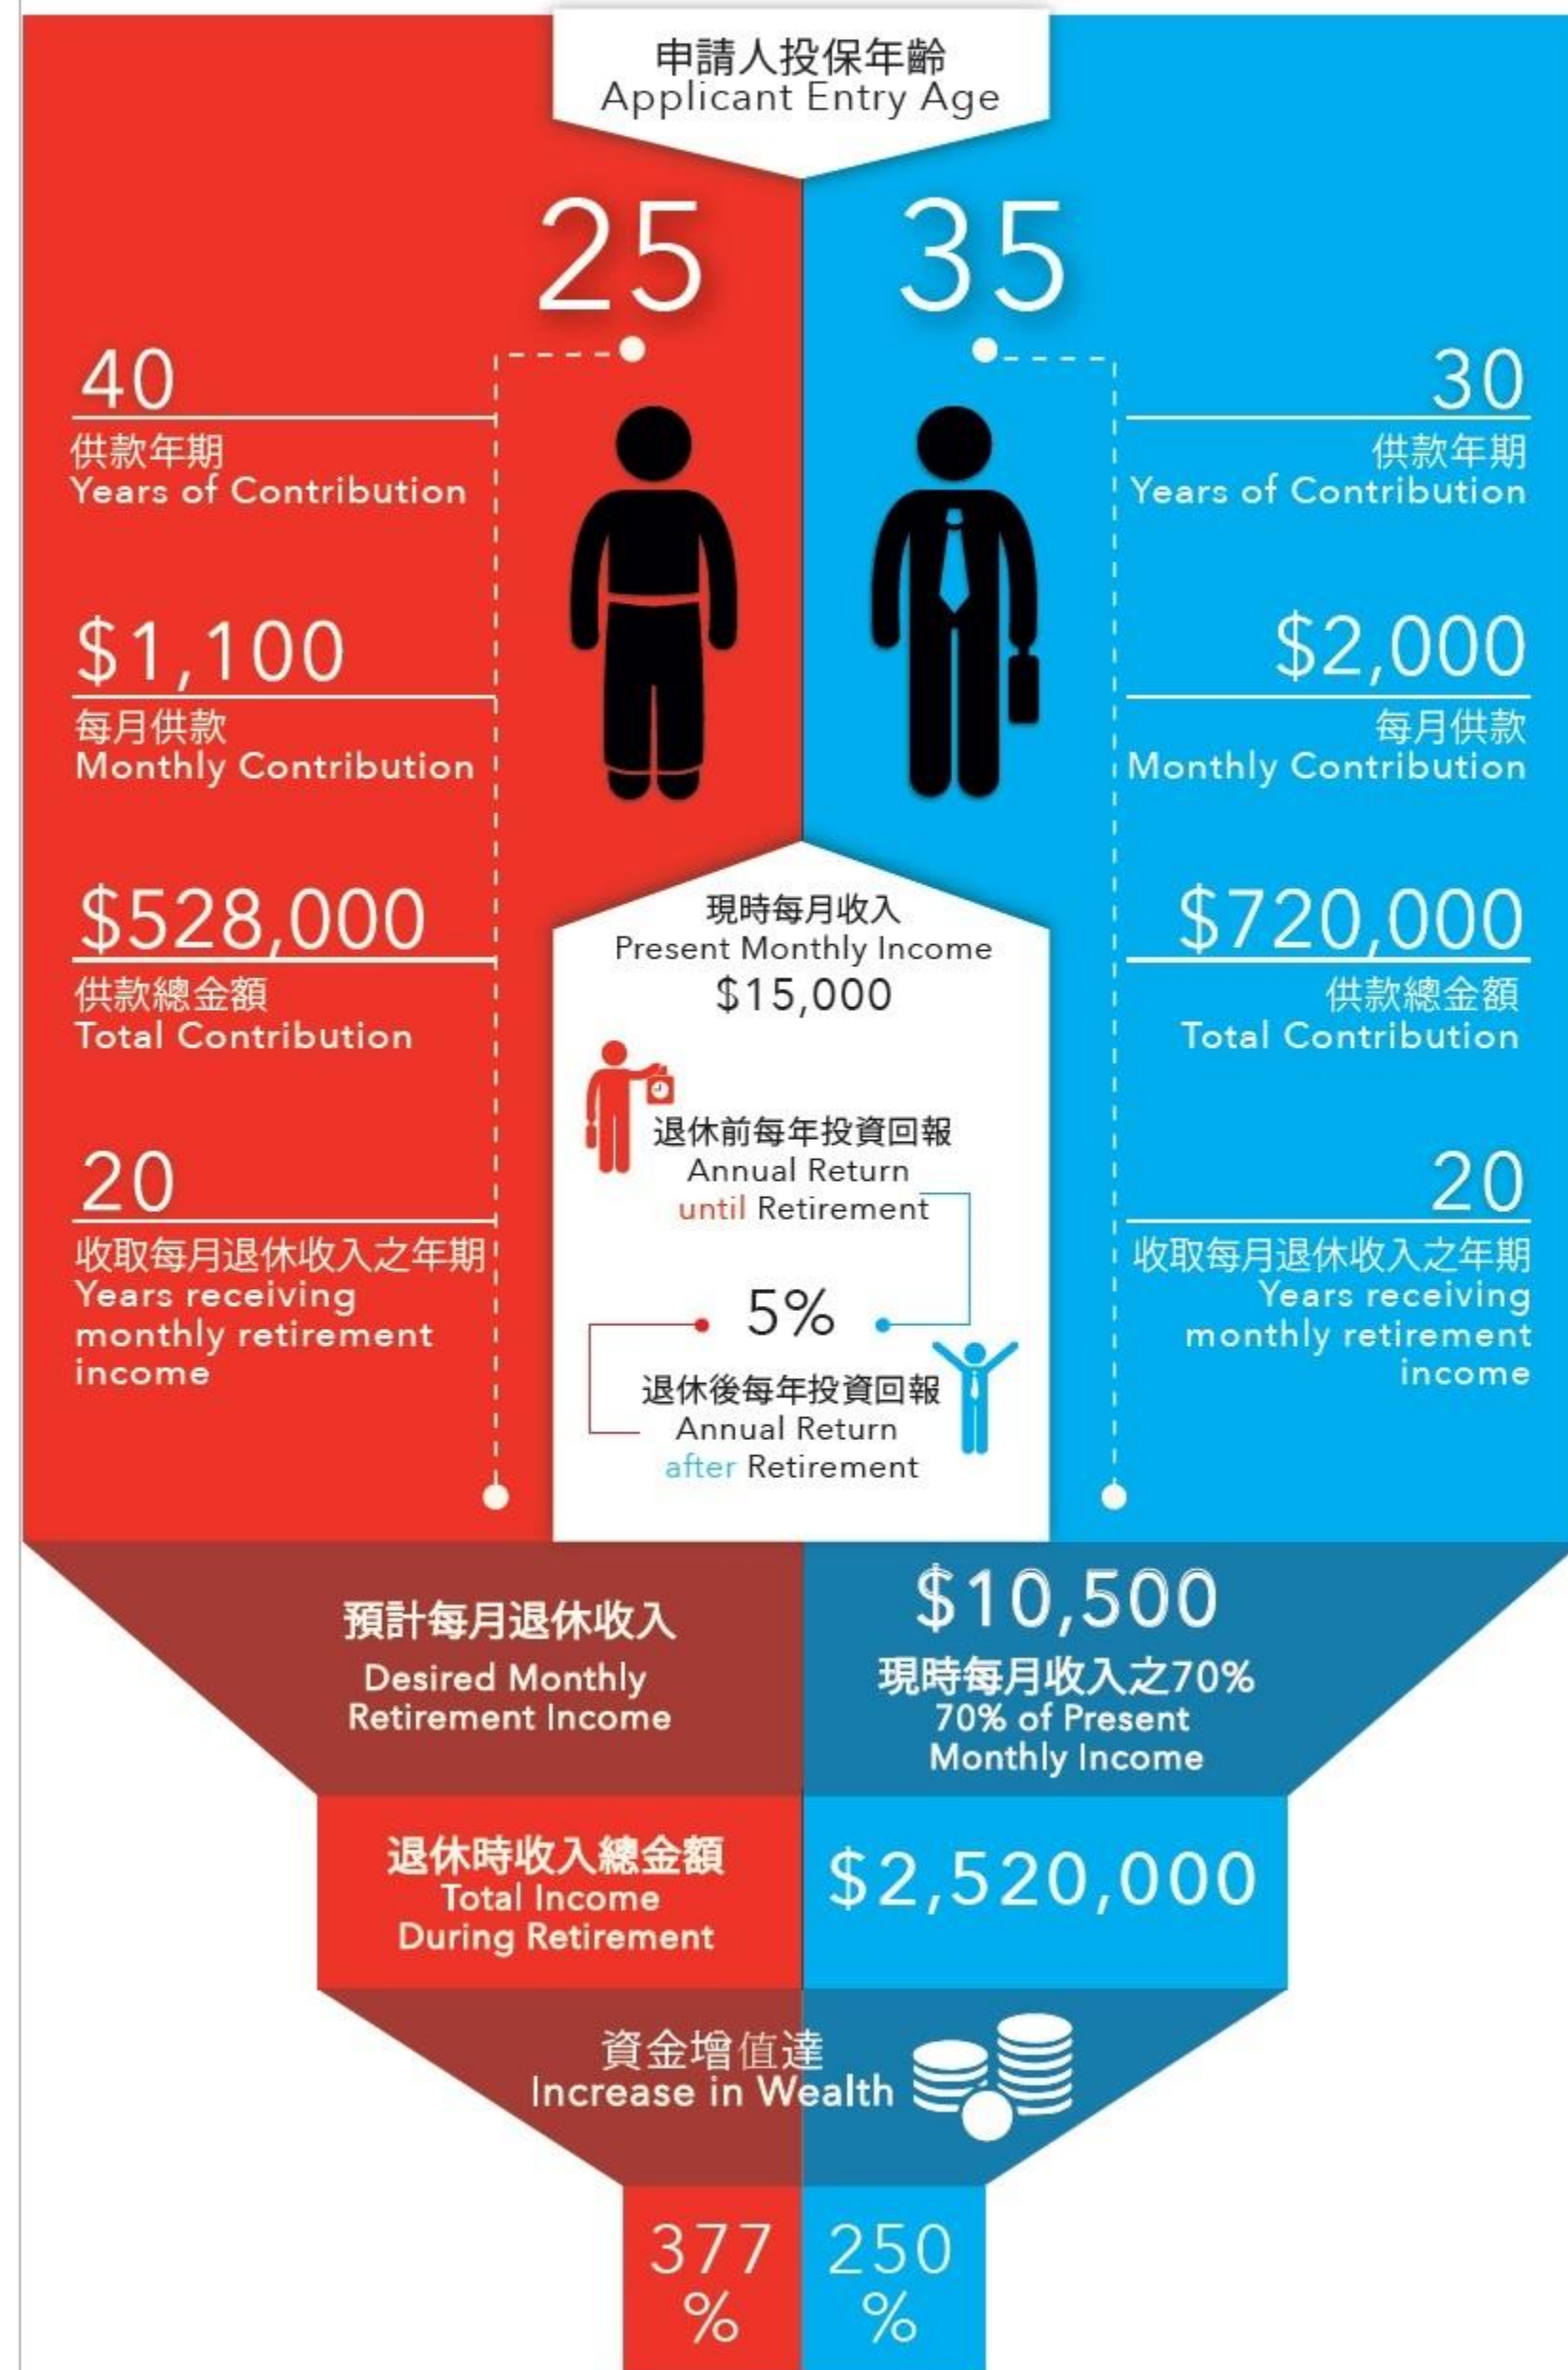 申請人投保年齡
Applicant Entry Age
25
35
40
供款年期
Years of Contribution
$1,100
每月供款
Monthly Contribution
$528,000
供款總金額
Total Contribution
20
收取每月退休收入之年期
Years receiving
monthly retirement
income
30
供款年期
Years of Contribution
$2,000
每月供款
Monthly Contribution
$720,000
供款總金額
Total Contribution
20
收取每月退休收入之年期
Years receiving
monthly retirement
income
現時每月收入
Present Monthly Income
$15,000
退休前每年投資回報
Annual Return
until Retirement
5%
退休後每年投資回報
Annual Return
after Retirement
預計每月退休收入
Desired Monthly
Retirement Income
$10,500
現時每月收入之70%
70% of Present
Monthly Income
退休時收入總金額
Total Income
During Retirement
$2,520,000
資金增值達
Increase in Wealth
377
%
250
%